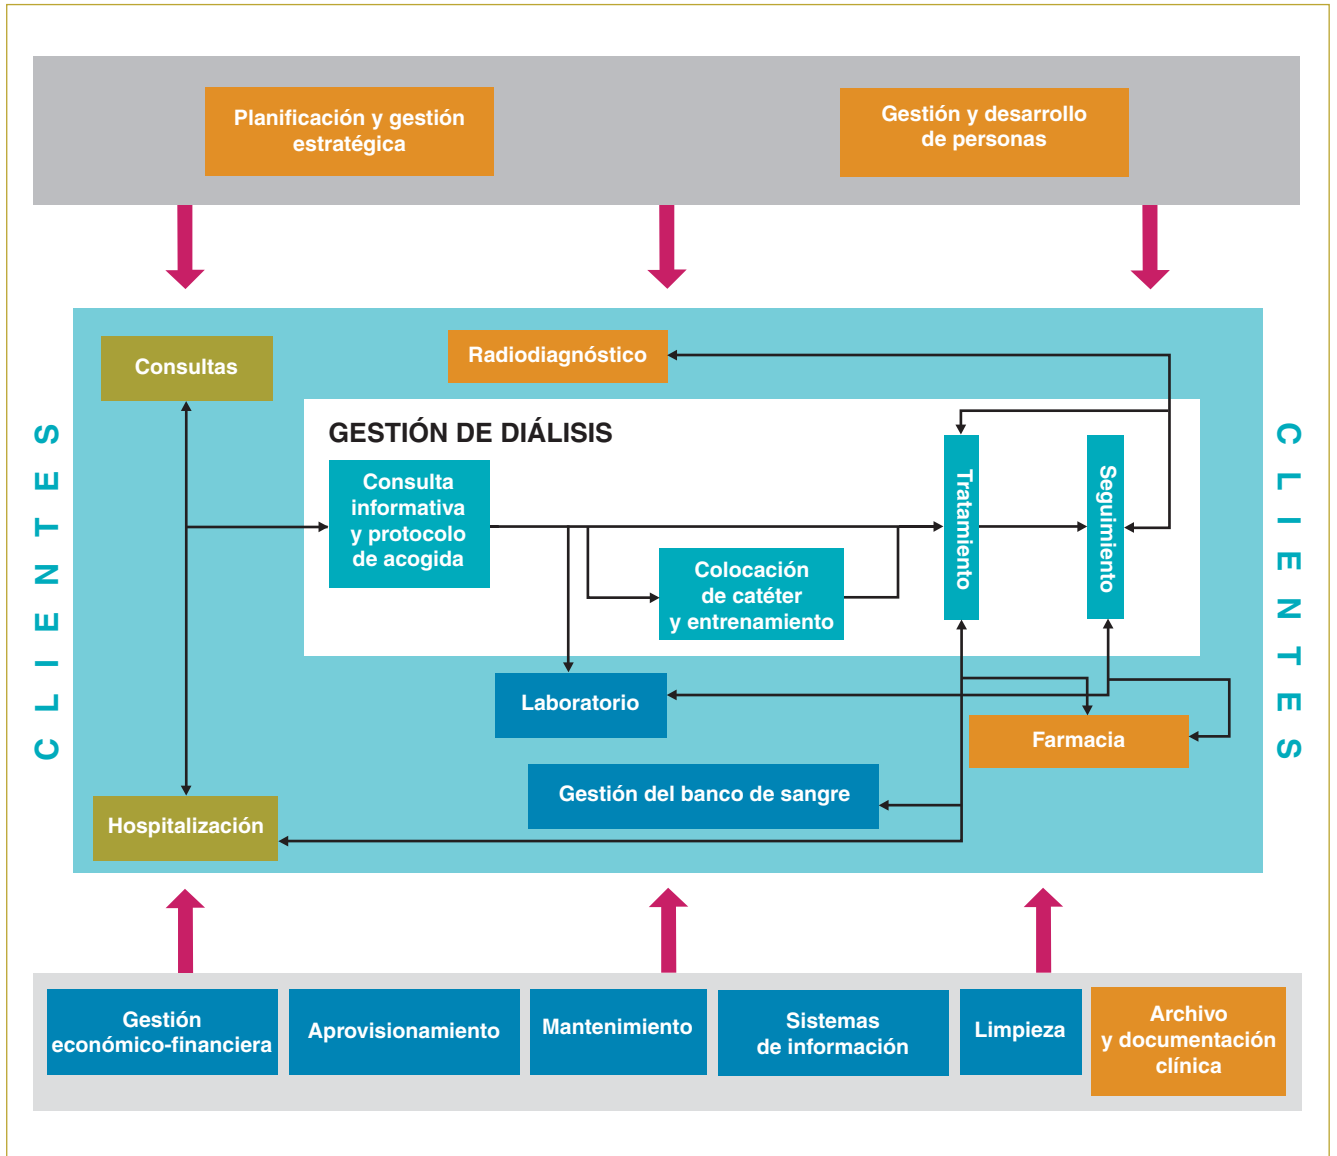 Planificación y gestión
estratégica
Gestión y desarrollo
de personas
CLIENTES
Consultas
Radiodiagnóstico
GESTIÓN DE DIÁLISIS
Consulta
informativa
y protocolo
de acogida
Colocación
de catéter
y entrenamiento
Tratamiento
Seguimiento
Laboratorio
Farmacia
Gestión del banco de sangre
Hospitalización
CLIENTES
Gestión
económico-financiera
Aprovisionamiento
Mantenimiento
Sistemas
de información
Limpieza
Archivo
y documentación
clínica